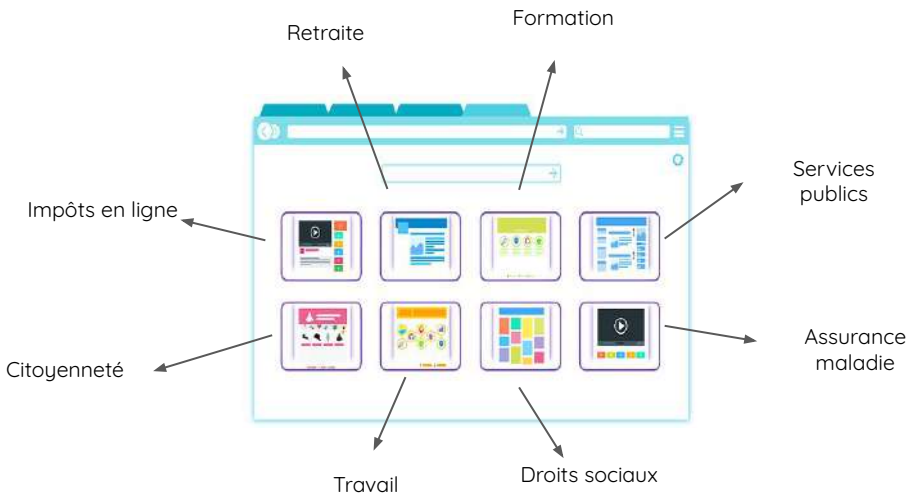 Formation
Retraite
Services
publics
Impôts en ligne
Assurance
maladie
Citoyenneté
Droits sociaux
Travail